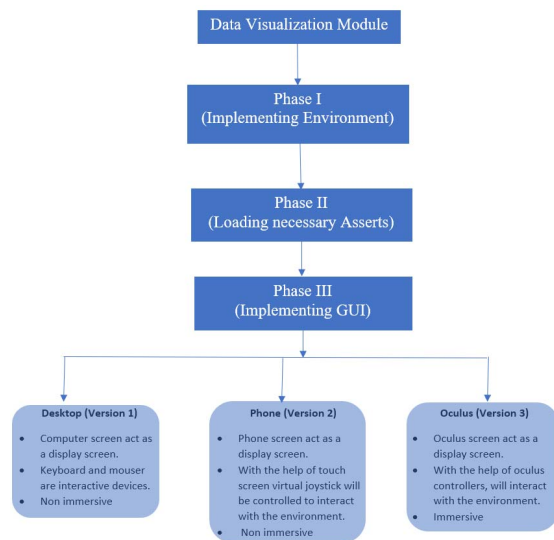 Data Visualization Module
Phase I
(Implementing Environment)
Phase II
(Loading necessary Asserts)
Phase III
(Implementing GUI)
Desktop (Version 1)
• Computer screen act as
a display screen.
• Keyboard and mouser
are interactive devices.
• Non immersive
Phone (Version 2)
• Phone screen act as a
display screen.
• With the help of touch
screen virtual joystick will
be controlled to interact
with the environment.
• Non immersive
Oculus (Version 3)
• Oculus screen act as a
display screen.
• With the help of oculus
controllers, will interact
with the environment.
• Immersive